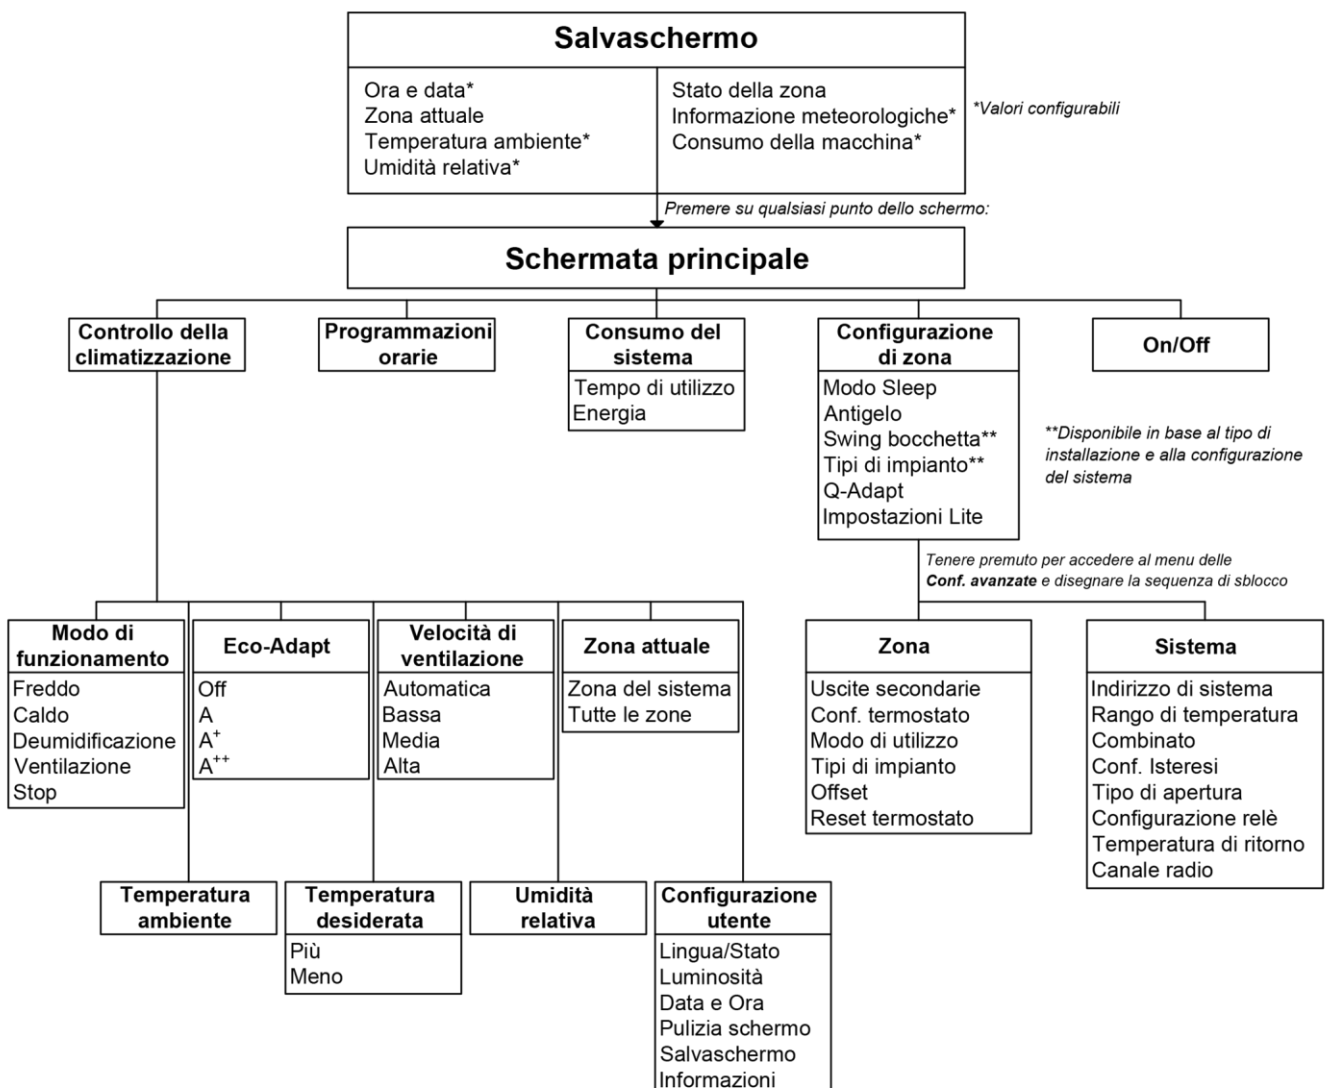 Salvaschermo
Ora e data*
Zona attuale
Temperatura ambiente*
Umidità relativa*
Stato della zona
Informazione meteorologiche*
Consumo della macchina*
*Valori configurabili
Premere su qualsiasi punto dello schermo:
Schermata principale
Controllo della
climatizzazione
Programmazioni
orarie
Consumo del
sistema
Tempo di utilizzo
Energia
Configurazione
di zona
Modo Sleep
Antigelo
Swing bocchetta**
Tipi di impianto**
Q-Adapt
Impostazioni Lite
On/Off
**Disponibile in base al tipo di
installazione e alla configurazione
del sistema
Tenere premuto per accedere al menu delle
Conf. avanzate e disegnare la sequenza di sblocco
Modo di
funzionamento
Freddo
Caldo
Deumidificazione
Ventilazione
Stop
Eco-Adapt
Off
A
A+
A++
Velocità di
ventilazione
Automatica
Bassa
Media
Alta
Zona attuale
Zona del sistema
Tutte le zone
Zona
Uscite secondarie
Conf. termostato
Modo di utilizzo
Tipi di impianto
Offset
Reset termostato
Sistema
Indirizzo di sistema
Rango di temperatura
Combinato
Conf. Isteresi
Tipo di apertura
Configurazione relè
Temperatura di ritorno
Canale radio
Temperatura
ambiente
Temperatura
desiderata
Più
Meno
Umidità
relativa
Configurazione
utente
Lingua/Stato
Luminosità
Data e Ora
Pulizia schermo
Salvaschermo
Informazioni